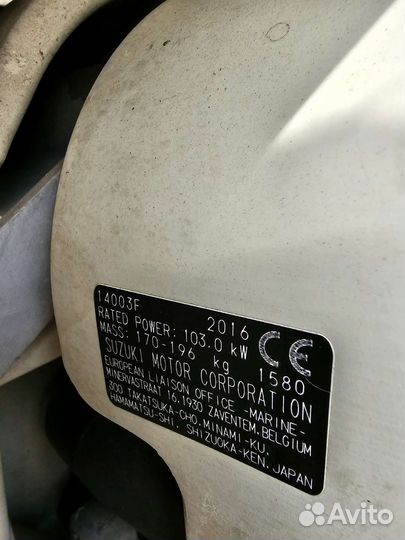 14003F 2016 CE
RATED POWER: 103.0 kW
MASS: 170-196 kg 1580
SUZUKI MOTOR CORPORATION
EUROPEAN LIAISON OFFICE -MARINE-
MINERVASTRAAT 16,1930 ZAVENTEM,BELGIUM
300 TAKATSUKA-CHO,MINAMI-KU,
HAMAMATSU-SHI, SHIZUOKA-KEN,JAPAN
Avito